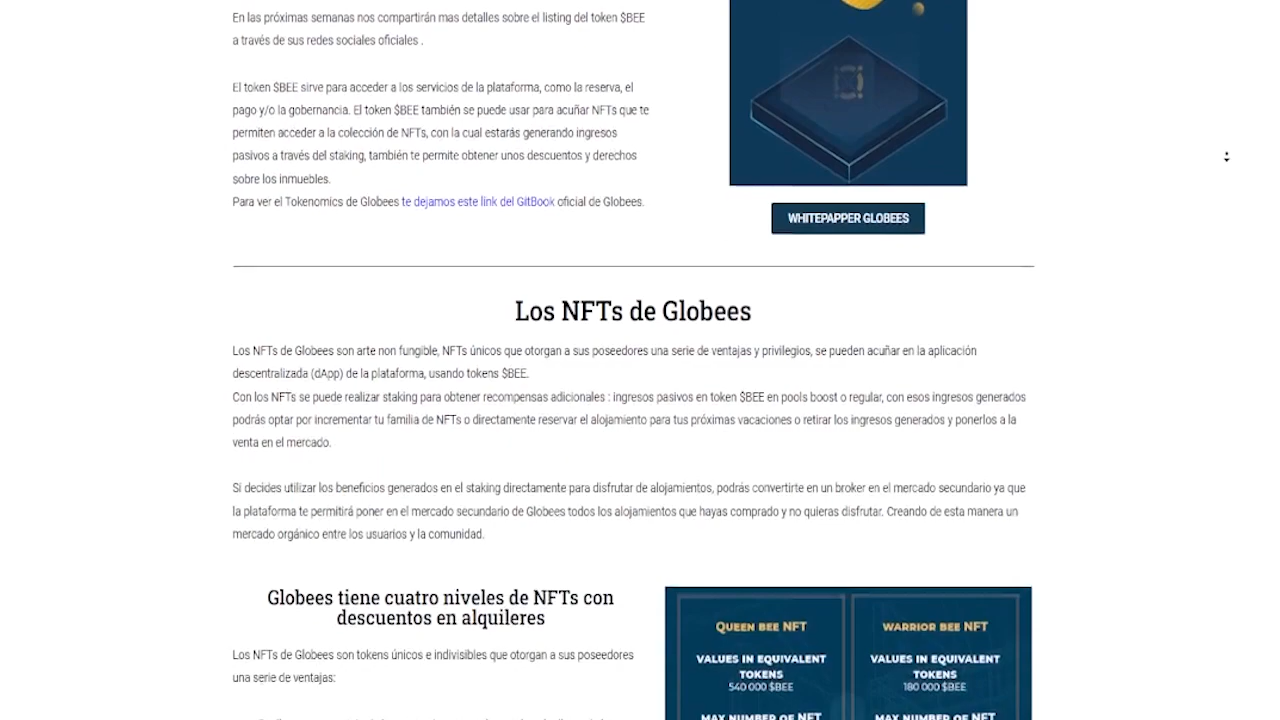 En las próximas semanas nos compartirán mas detalles sobre el listing del token $BEE
a través de sus redes sociales oficiales .
El token $BEE sirve para acceder a los servicios de la plataforma, como la reserva, el
pago y/o la gobernancia. El token $BEE también se puede usar para acuñar NFTs que te
permiten acceder a la colección de NFTs, con la cual estarás generando ingresos
pasivos a través del staking, también te permite obtener unos descuentos y derechos
sobre los inmuebles.
Para ver el Tokenomics de Globees te dejamos este link del GitBook oficial de Globees.
WHITEPAPPER GLOBEES
Los NFTs de Globees
Los NFTs de Globees son arte non fungible, NFTs únicos que otorgan a sus poseedores una serie de ventajas y privilegios, se pueden acuñar en la aplicación
descentralizada (dApp) de la plataforma, usando tokens $BEE.
Con los NFTs se puede realizar staking para obtener recompensas adicionales : ingresos pasivos en token $BEE en pools boost o regular, con esos ingresos generados
podrás optar por incrementar tu familia de NFTs o directamente reservar el alojamiento para tus próximas vacaciones o retirar los ingresos generados y ponerlos a la
venta en el mercado.
Si decides utilizar los beneficios generados en el staking directamente para disfrutar de alojamientos, podrás convertirte en un broker en el mercado secundario ya que
la plataforma te permitirá poner en el mercado secundario de Globees todos los alojamientos que hayas comprado y no quieras disfrutar. Creando de esta manera un
mercado orgánico entre los usuarios y la comunidad.
Globees tiene cuatro niveles de NFTs con
descuentos en alquileres
Los NFTs de Globees son tokens únicos e indivisibles que otorgan a sus poseedores
una serie de ventajas:
QUEEN BEE NFT
VALUES IN EQUIVALENT
TOKENS
540 000 $BEE
MAX NUMBER OF NFT
WARRIOR BEE NFT
VALUES IN EQUIVALENT
TOKENS
180 000 $BEE
MAX NUMBER OF NFT